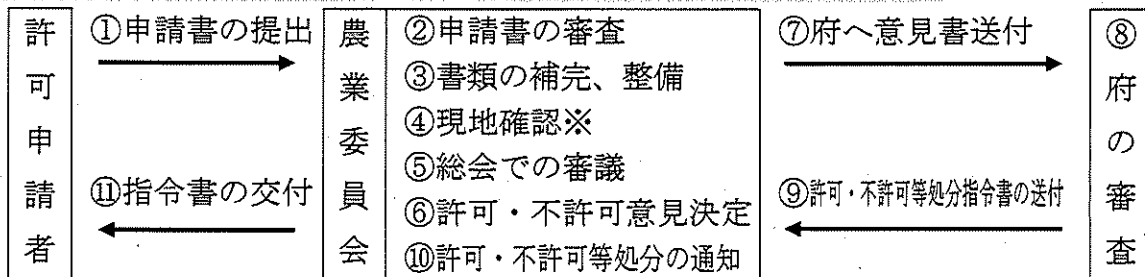 許可申請者
①申請書の提出
⑪指令書の交付
農業委員会
②申請書の審査
③書類の補完、整備
④現地確認※
⑤総会での審議
⑥許可・不許可意見決定
⑩許可・不許可等処分の通知
⑦府へ意見書送付
⑨許可・不許可等処分指令書の送付
⑧府の審査